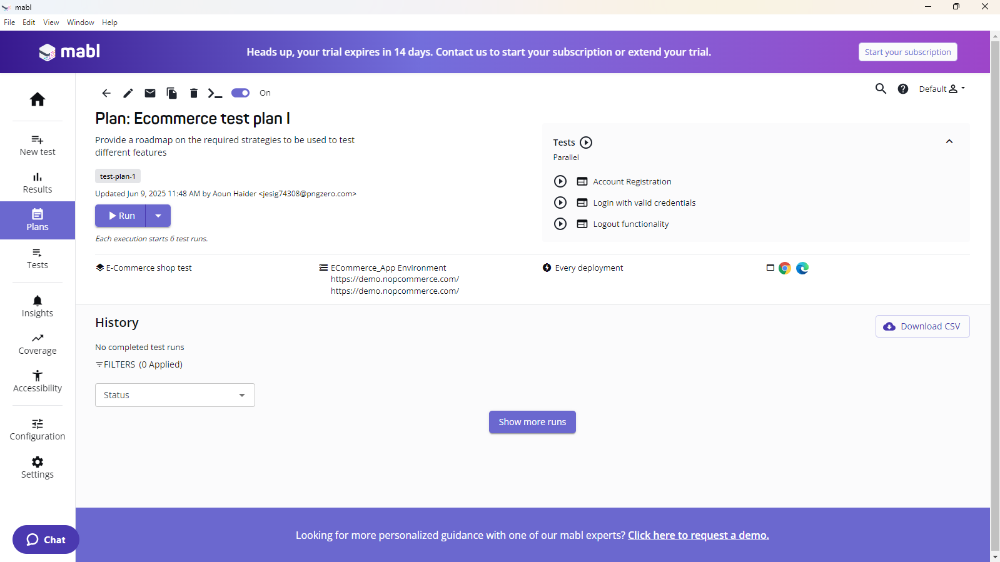 mabl
File Edit View Window Help
mabl
Heads up, your trial expires in 14 days. Contact us to start your subscription or extend your trial.
Start your subscription
On
Default
New test
Results
Plans
Tests
Insights
Coverage
Accessibility
Configuration
Settings
Chat
Plan: Ecommerce test plan I
Provide a roadmap on the required strategies to be used to test
different features
test-plan-1
Updated Jun 9, 2025 11:48 AM by Aoun Haider <jesig74308@pngzero.com>
Run
Each execution starts 6 test runs.
Tests
Parallel
Account Registration
Login with valid credentials
Logout functionality
E-Commerce shop test
ECommerce_App Environment
https://demo.nopcommerce.com/
https://demo.nopcommerce.com/
Every deployment
History
Download CSV
No completed test runs
FILTERS (0 Applied)
Status
Show more runs
Looking for more personalized guidance with one of our mabl experts? Click here to request a demo.